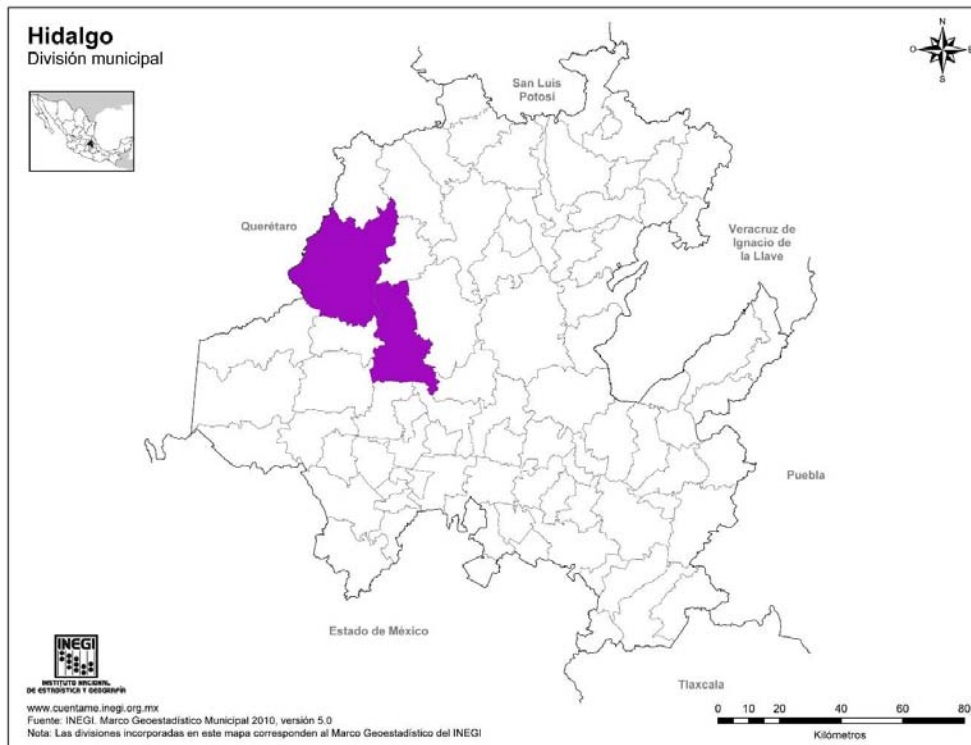 Hidalgo
División municipal
N
O
E
S
San Luis
Potosí
Querétaro
Veracruz de
Ignacio de
la Llave
Puebla
Estado de México
Tlaxcala
INEGI
INSTITUTO NACIONAL
DE ESTADÍSTICA Y GEOGRAFÍA
www.cuentame.inegi.org.mx
Fuente: INEGI. Marco Geoestadístico Municipal 2010, versión 5.0
Nota: Las divisiones incorporadas en este mapa corresponden al Marco Geoestadístico del INEGI
0 10 20 40 60 80
Kilómetros